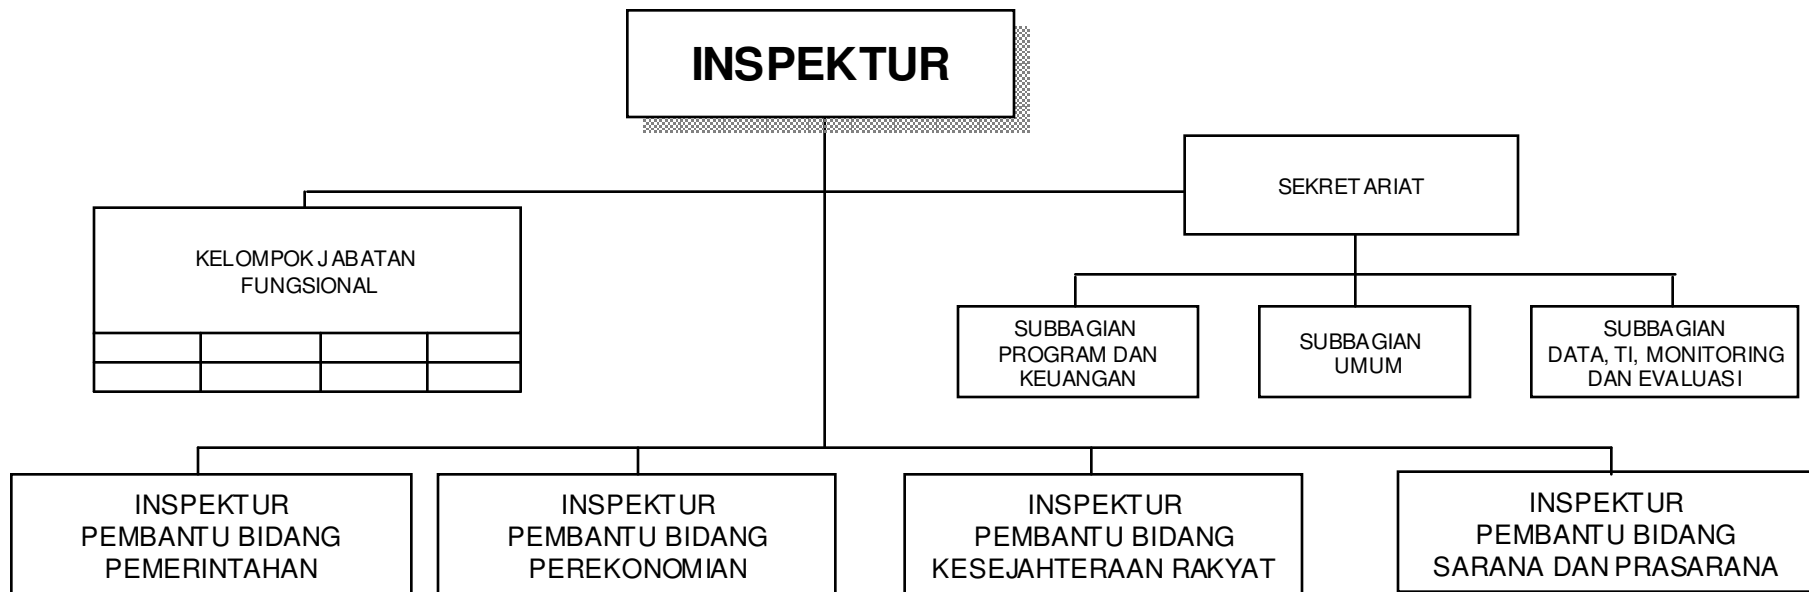 INSPEKTUR
SEKRETARIAT
KELOMPOK JABATAN
FUNGSIONAL
SUBBAGIAN
PROGRAM DAN
KEUANGAN
SUBBAGIAN
UMUM
SUBBAGIAN
DATA, TI, MONITORING
DAN EVALUASI
INSPEKTUR
PEMBANTU BIDANG
PEMERINTAHAN
INSPEKTUR
PEMBANTU BIDANG
PEREKONOMIAN
INSPEKTUR
PEMBANTU BIDANG
KESEJAHTERAAN RAKYAT
INSPEKTUR
PEMBANTU BIDANG
SARANA DAN PRASARANA